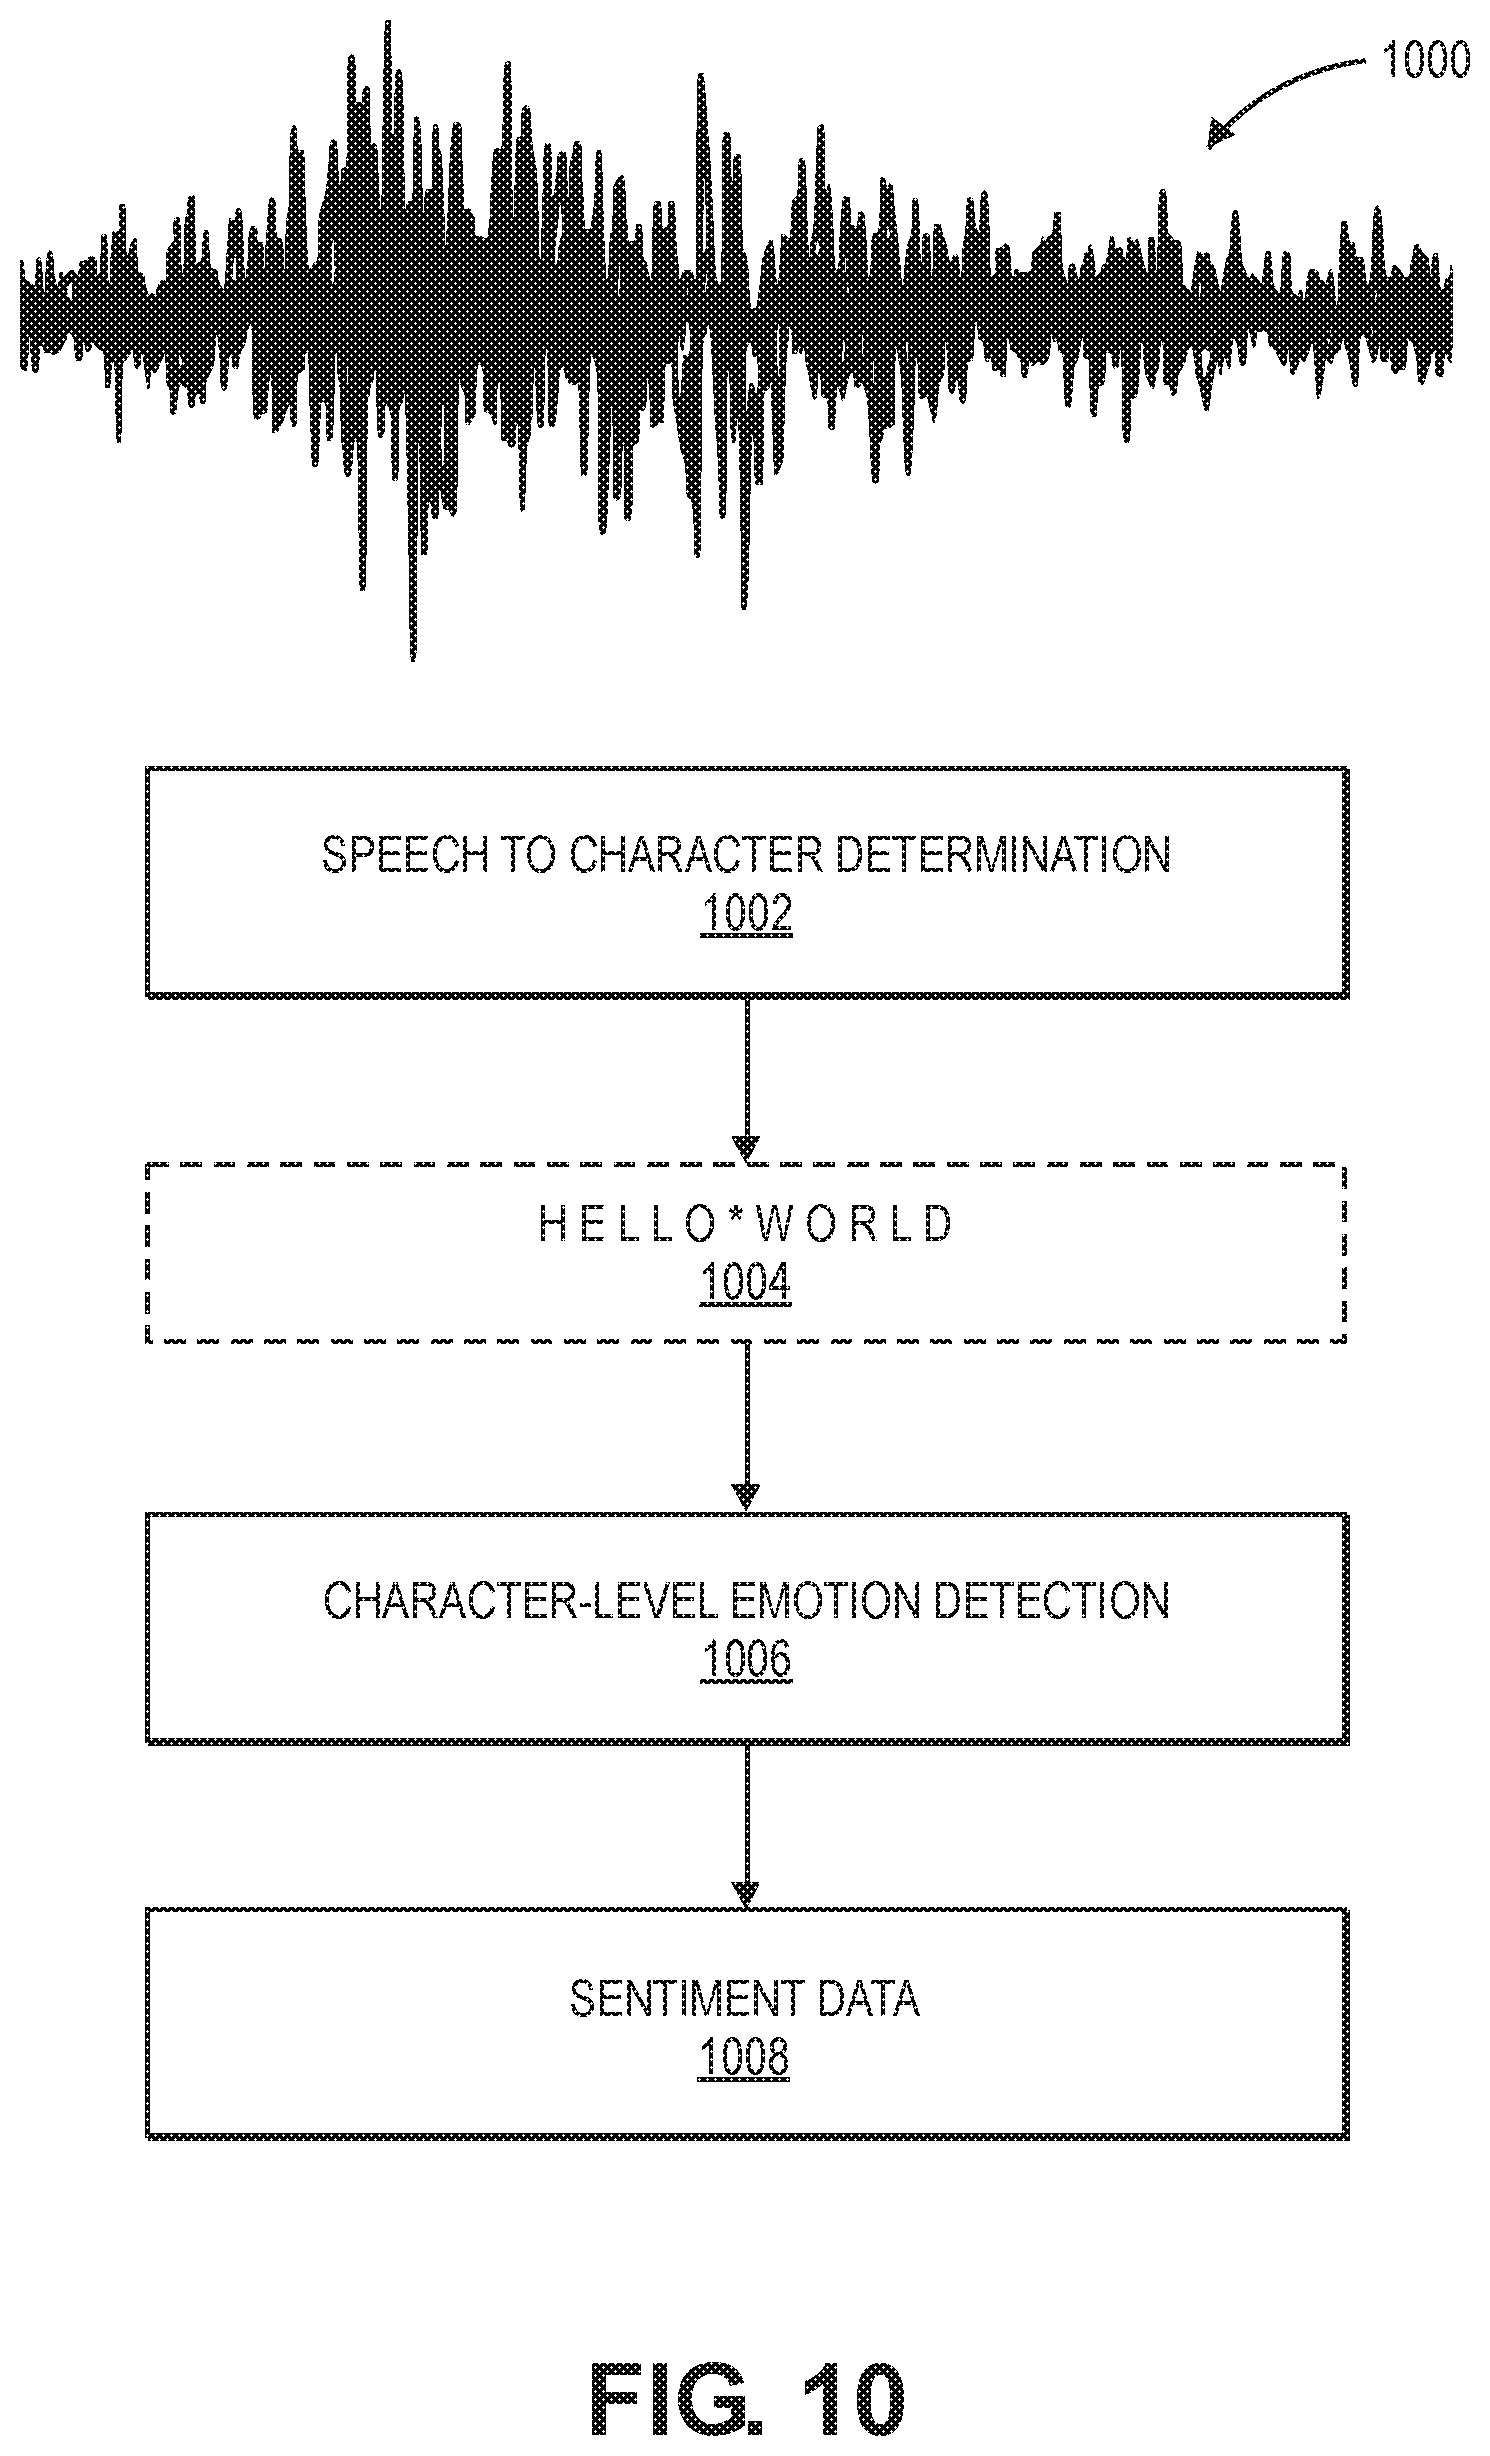 1000
SPEECH TO CHARACTER DETERMINATION
1002
H E L L O * W O R L D
1004
CHARACTER-LEVEL EMOTION DETECTION
1006
SENTIMENT DATA
1008
FIG. 10